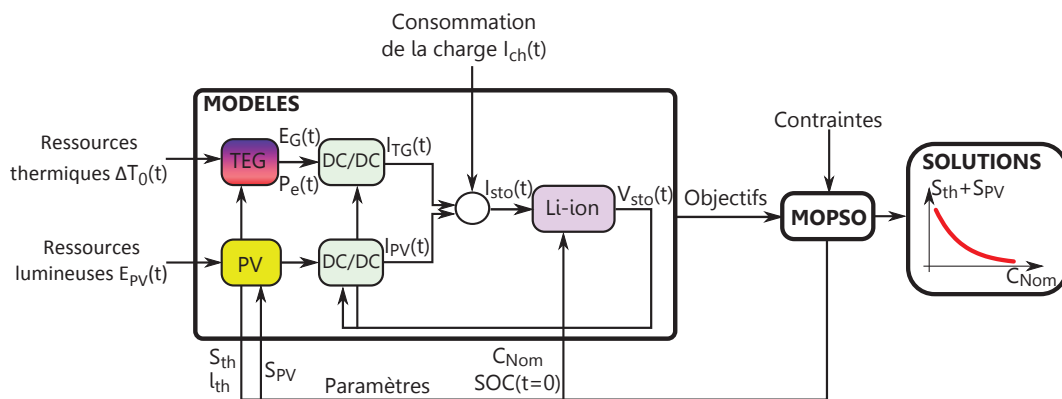 Consommation
de la charge I_ch(t)
MODELES
Ressources
thermiques ΔT_0(t)
TEG
E_G(t)
P_e(t)
DC/DC
I_TG(t)
I_sto(t)
Li-ion
V_sto(t)
Objectifs
Contraintes
MOPSO
SOLUTIONS
S_th+S_PV
C_Nom
Ressources
lumineuses E_PV(t)
PV
DC/DC
I_PV(t)
S_th
l_th
S_PV
Paramètres
C_Nom
SOC(t=0)